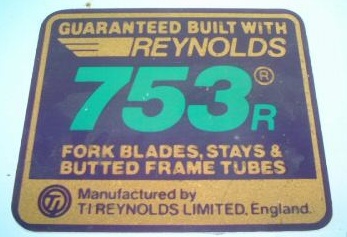 GUARANTEED BUILT WITH
REYNOLDS
753®R
FORK BLADES, STAYS &
BUTTED FRAME TUBES
TI
Manufactured by
T·I REYNOLDS LIMITED, England.